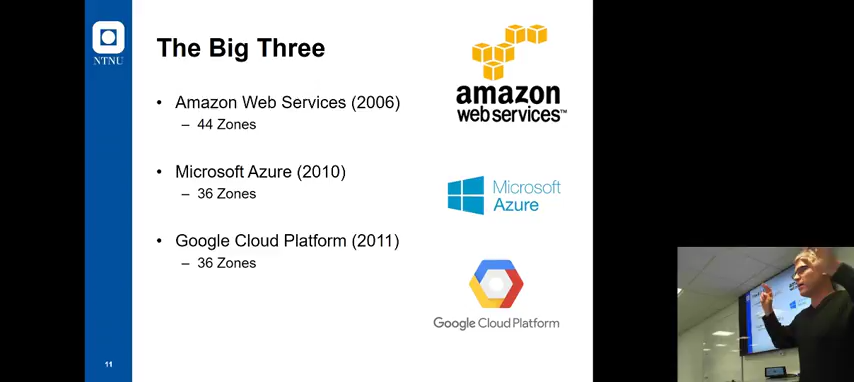 NTNU
The Big Three
• Amazon Web Services (2006)
– 44 Zones
• Microsoft Azure (2010)
– 36 Zones
• Google Cloud Platform (2011)
– 36 Zones
amazon
web services™
Microsoft
Azure
Google Cloud Platform
11